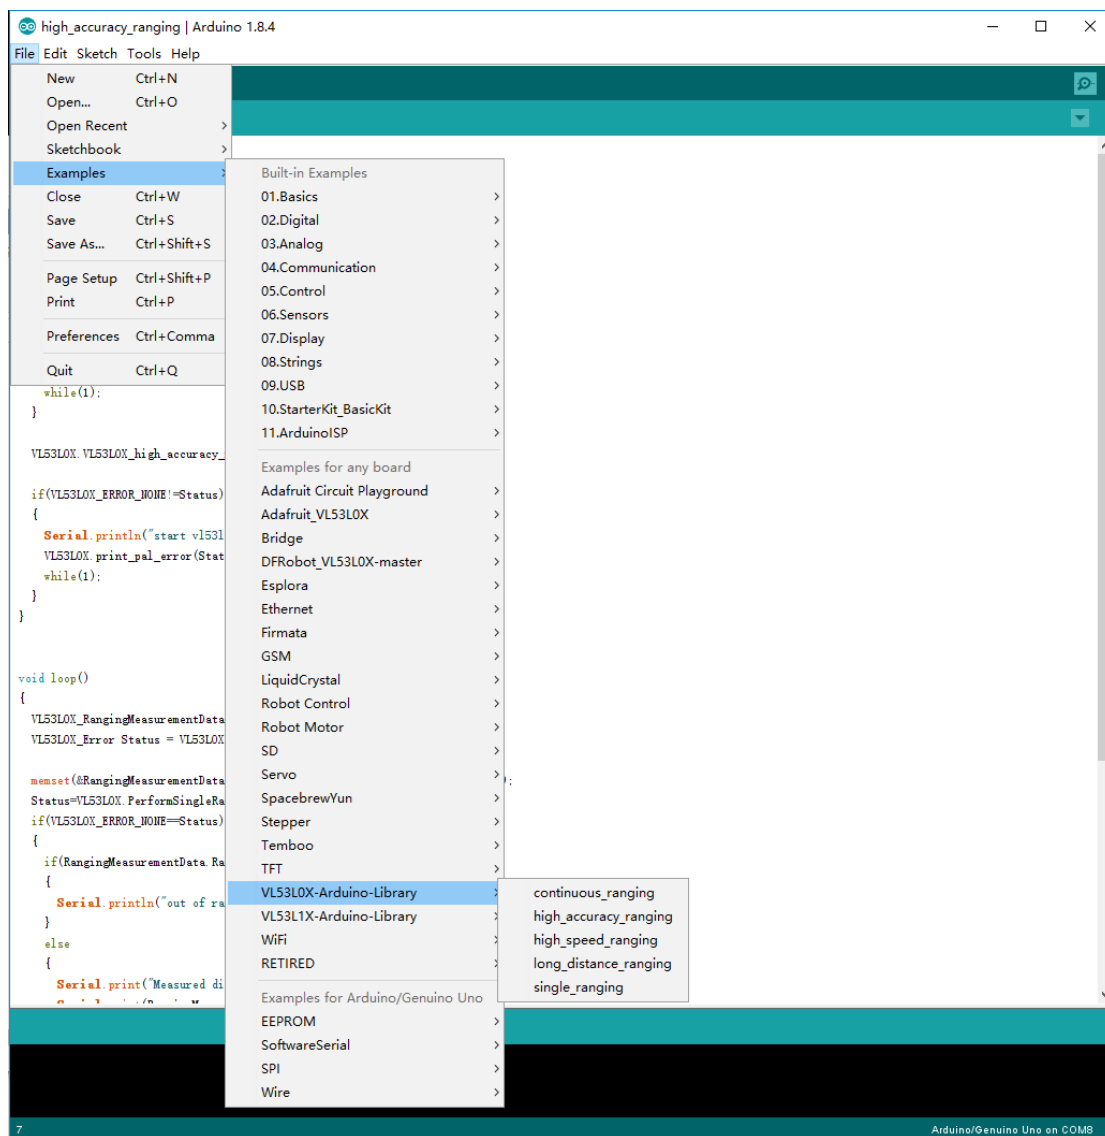 high_accuracy_ranging | Arduino 1.8.4
File Edit Sketch Tools Help
New Ctrl+N
Open... Ctrl+O
Open Recent
Sketchbook
Examples
Close Ctrl+W
Save Ctrl+S
Save As... Ctrl+Shift+S
Page Setup Ctrl+Shift+P
Print Ctrl+P
Preferences Ctrl+Comma
Quit Ctrl+Q
Built-in Examples
01.Basics
02.Digital
03.Analog
04.Communication
05.Control
06.Sensors
07.Display
08.Strings
09.USB
10.StarterKit_BasicKit
11.ArduinoISP
Examples for any board
Adafruit Circuit Playground
Adafruit_VL53L0X
Bridge
DFRobot_VL53L0X-master
Esplora
Ethernet
Firmata
GSM
LiquidCrystal
Robot Control
Robot Motor
SD
Servo
SpacebrewYun
Stepper
Temboo
TFT
VL53L0X-Arduino-Library
VL53L1X-Arduino-Library
WiFi
RETIRED
Examples for Arduino/Genuino Uno
EEPROM
SoftwareSerial
SPI
Wire
continuous_ranging
high_accuracy_ranging
high_speed_ranging
long_distance_ranging
single_ranging
while(1);
}
VL53L0X.VL53L0X_high_accuracy_
if(VL53L0X_ERROR_NONE!=Status)
{
Serial.println("start vl53l
VL53L0X.print_pal_error(Stat
while(1);
}
}
void loop()
{
VL53L0X_RangingMeasurementData
VL53L0X_Error Status = VL53L0X
memset(&RangingMeasurementData );
Status=VL53L0X.PerformSingleRa
if(VL53L0X_ERROR_NONE==Status)
{
if(RangingMeasurementData.Ra
{
Serial.println("out of ra
}
else
{
Serial.print("Measured di
7 Arduino/Genuino Uno on COM8